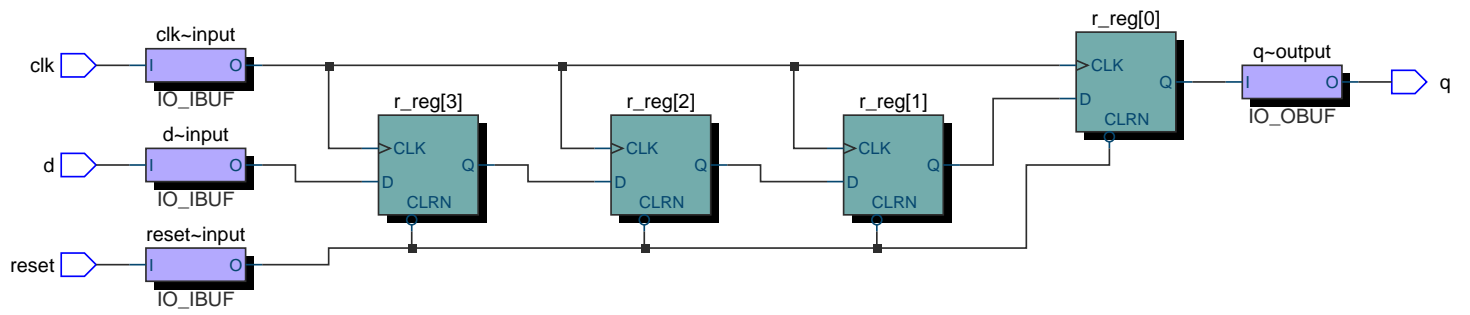 clk
clk~input
I O
IO_IBUF
d
d~input
I O
IO_IBUF
reset
reset~input
I O
IO_IBUF
r_reg[3]
CLK
D
Q
CLRN
r_reg[2]
CLK
D
Q
CLRN
r_reg[1]
CLK
D
Q
CLRN
r_reg[0]
CLK
D
Q
CLRN
q~output
I O
IO_OBUF
q